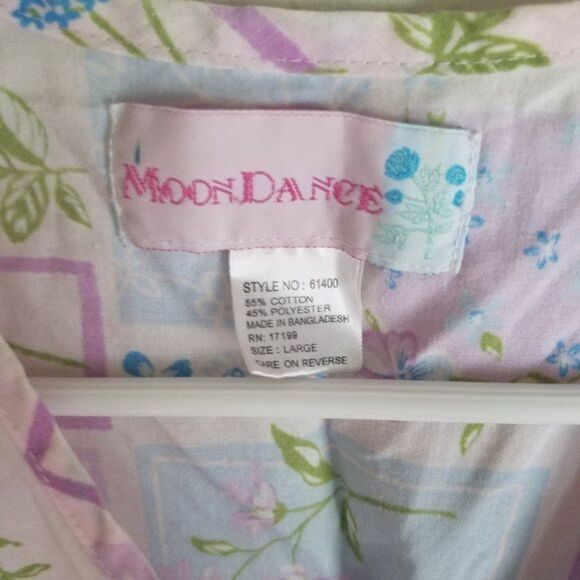 MOONDANCE
STYLE NO : 61400
55% COTTON
45% POLYESTER
MADE IN BANGLADESH
RN: 17199
SIZE : LARGE
CARE ON REVERSE